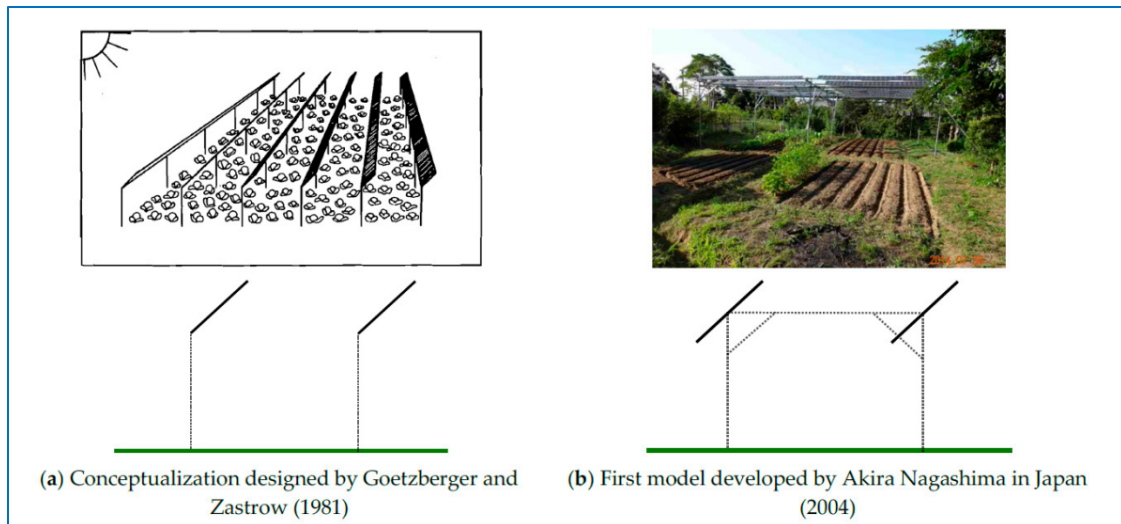 (a) Conceptualization designed by Goetzberger and
Zastrow (1981)
(b) First model developed by Akira Nagashima in Japan
(2004)